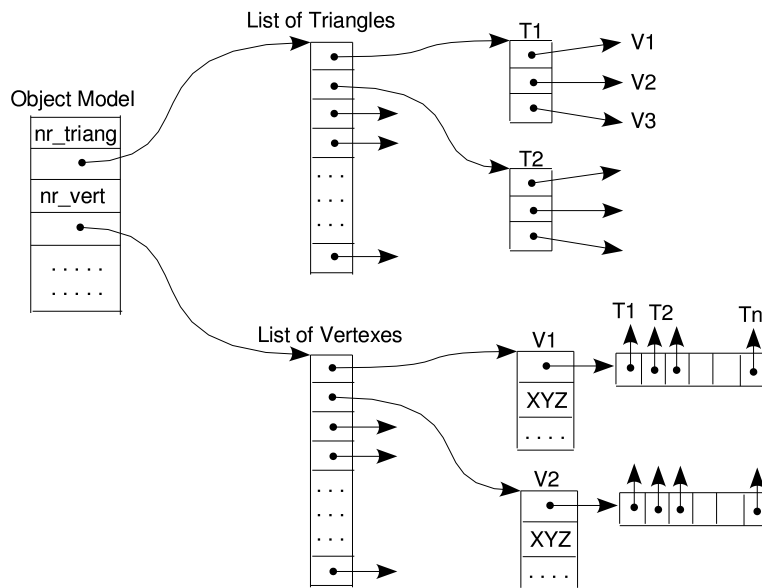 List of Triangles
T1
V1
V2
V3
Object Model
nr_triang
nr_vert
. . . . .
. . . . .
T2
. . .
. . .
. . .
List of Vertexes
V1
XYZ
. . . .
T1 T2 Tn
V2
XYZ
. . . .
. . .
. . .
. . .